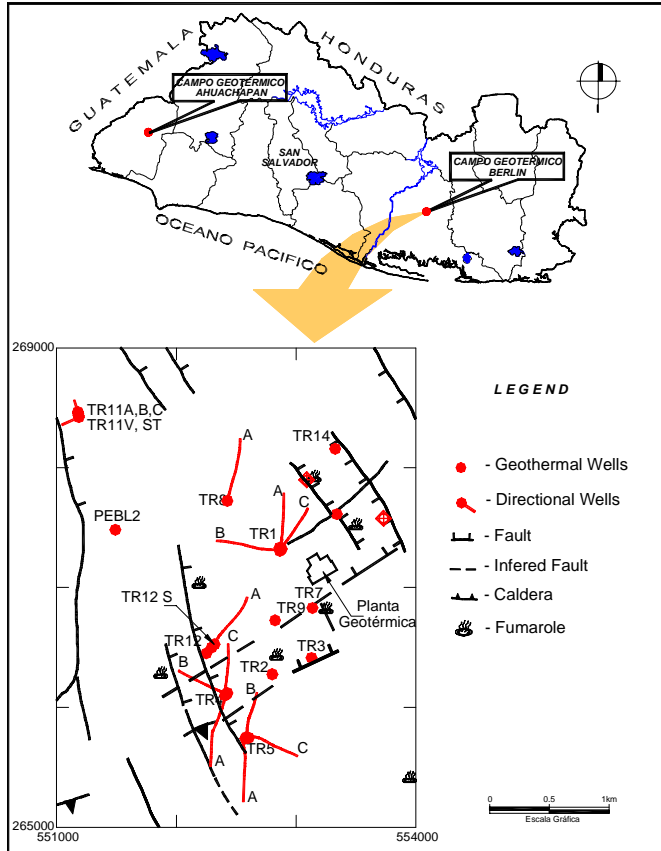 GUATEMALA
HONDURAS
CAMPO GEOTERMICO
AHUACHAPAN
SAN
SALVADOR
CAMPO GEOTERMICO
BERLIN
OCEANO PACIFICO
269000
TR11A,B,C
TR11V, ST
A
TR14
TR8
A
C
PEBL2
B
TR1
TR12 S
A
TR7
TR9
Planta
Geotérmica
TR12
C
TR3
B
TR2
TR4
B
TR5
C
A
A
265000
551000
554000
LEGEND
- Geothermal Wells
- Directional Wells
- Fault
- Infered Fault
- Caldera
- Fumarole
0
0.5
1km
Escala Gráfica